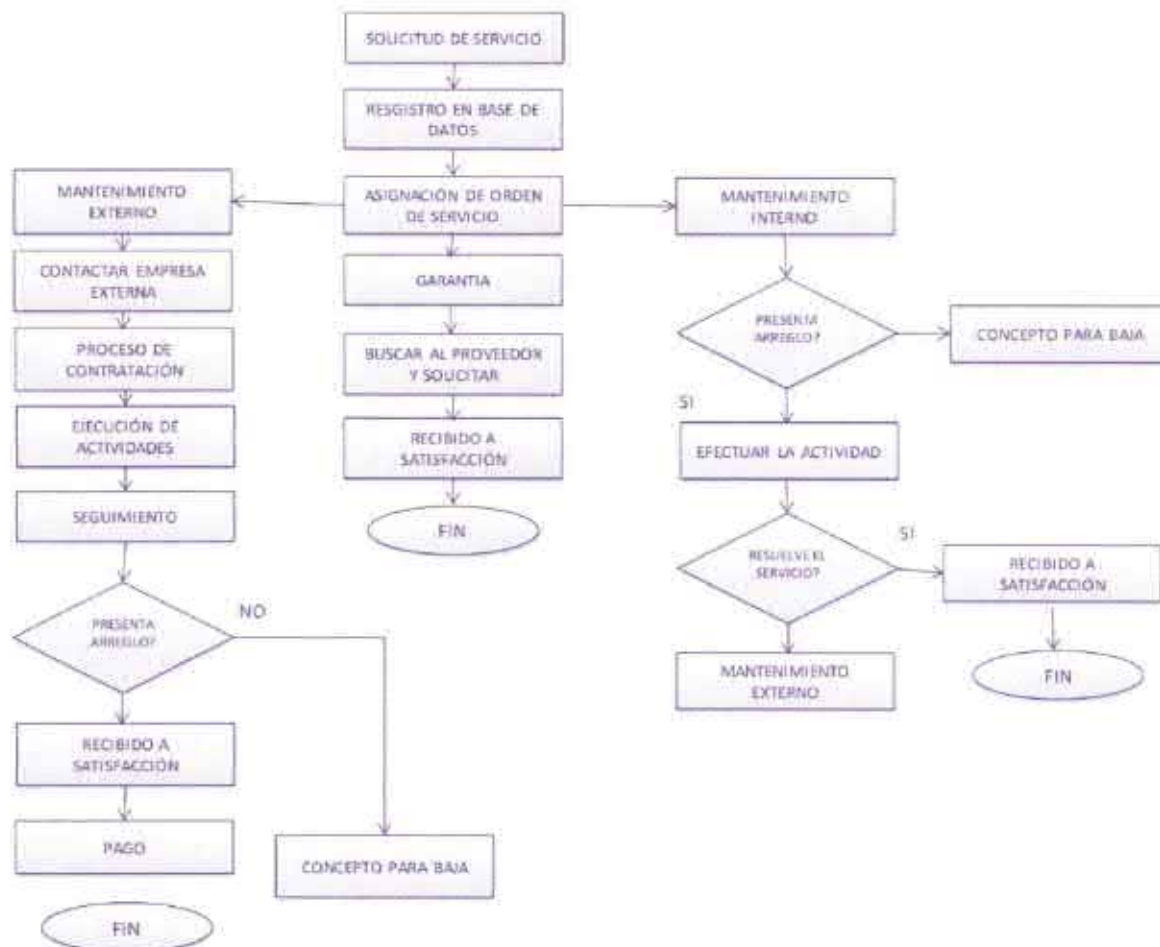 SOLICITUD DE SERVICIO
RESGISTRO EN BASE DE
DATOS
ASIGNACIÓN DE ORDEN
DE SERVICIO
MANTENIMIENTO
EXTERNO
CONTACTAR EMPRESA
EXTERNA
PROCESO DE
CONTRATACIÓN
EJECUCIÓN DE
ACTIVIDADES
SEGUIMIENTO
PRESENTA
ARREGLO?
NO
RECIBIDO A
SATISFACCIÓN
PAGO
FIN
CONCEPTO PARA BAJA
GARANTIA
BUSCAR AL PROVEEDOR
Y SOLICITAR
RECIBIDO A
SATISFACCIÓN
FIN
MANTENIMIENTO
INTERNO
PRESENTA
ARREGLO?
CONCEPTO PARA BAJA
SI
EFECTUAR LA ACTIVIDAD
RESUELVE EL
SERVICIO?
SI
RECIBIDO A
SATISFACCIÓN
FIN
MANTENIMIENTO
EXTERNO